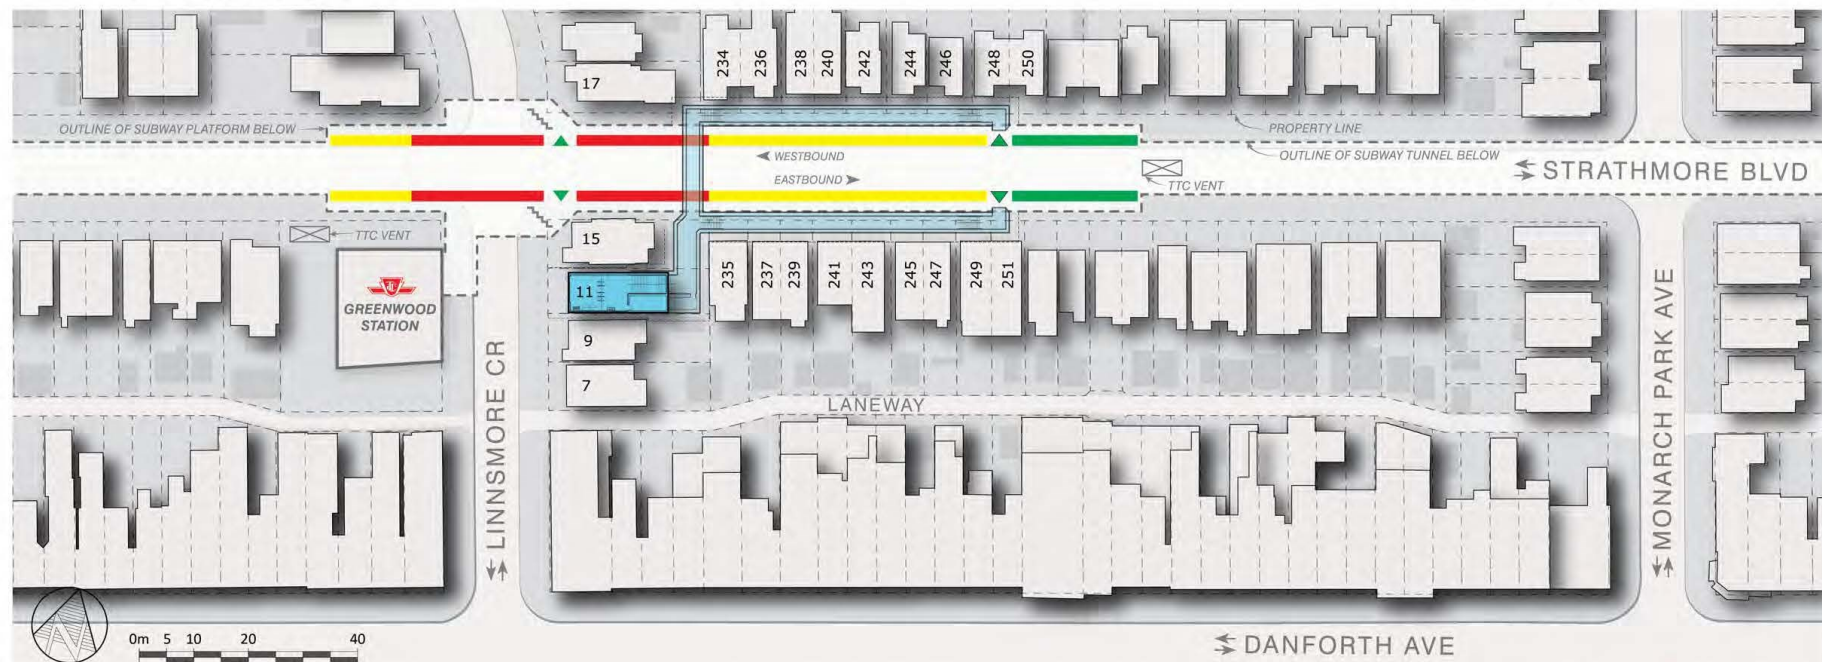 234
236
238
240
242
244
246
248
250
17
OUTLINE OF SUBWAY PLATFORM BELOW
PROPERTY LINE
WESTBOUND
OUTLINE OF SUBWAY TUNNEL BELOW
EASTBOUND
STRATHMORE BLVD
TTC VENT
TTC VENT
15
235
237
239
241
243
245
247
249
251
11
GREENWOOD
STATION
9
7
LINNSMORE CR
MONARCH PARK AVE
LANEWAY
N
0m 5 10 20 40
DANFORTH AVE